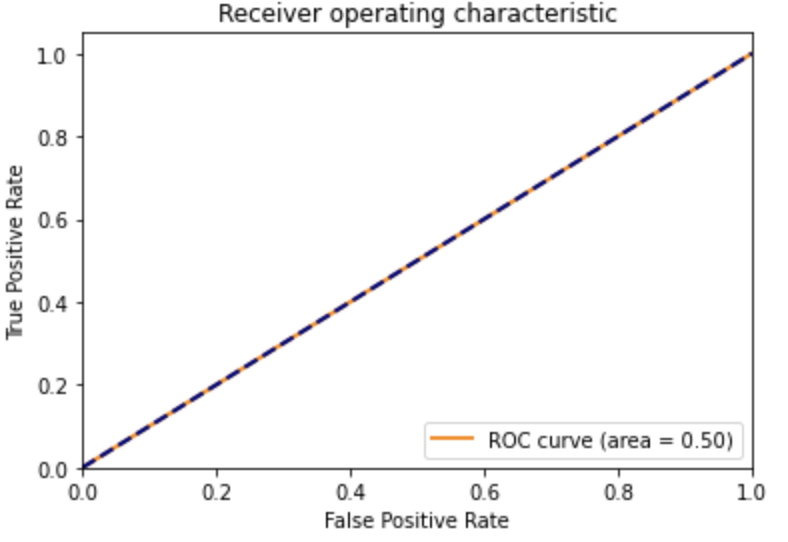 Receiver operating characteristic
1.0
0.8
0.6
0.4
0.2
0.0
True Positive Rate
ROC curve (area = 0.50)
0.0 0.2 0.4 0.6 0.8 1.0
False Positive Rate